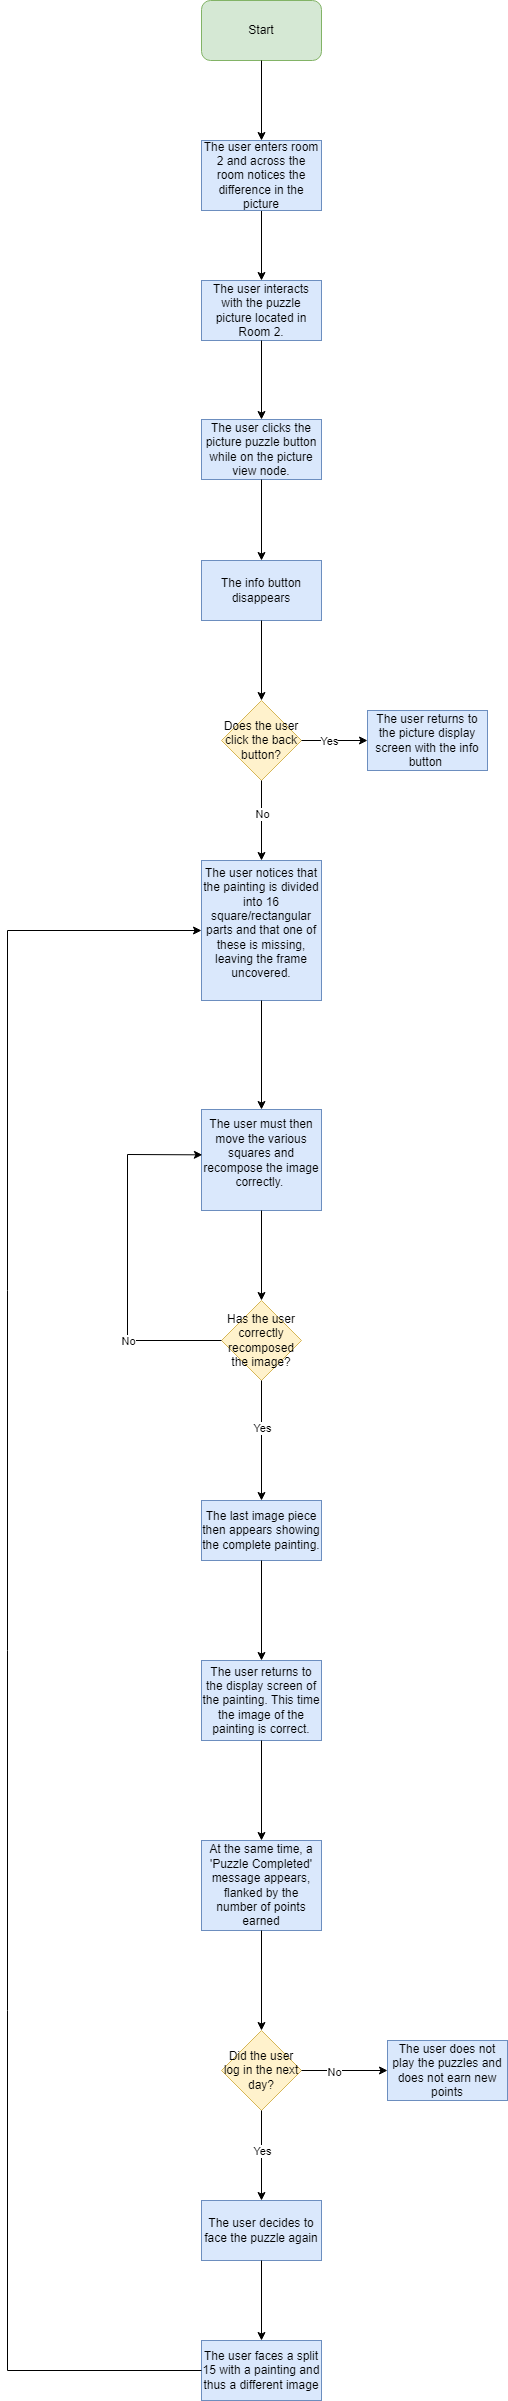 Start
The user enters room
2 and across the
room notices the
difference in the
picture
The user interacts
with the puzzle
picture located in
Room 2.
The user clicks the
picture puzzle button
while on the picture
view node.
The info button
disappears
Does the user
click the back
button?
Yes
The user returns to
the picture display
screen with the info
button
No
The user notices that
the painting is divided
into 16
square/rectangular
parts and that one of
these is missing,
leaving the frame
uncovered.
The user must then
move the various
squares and
recompose the image
correctly.
Has the user
correctly
recomposed
the image?
No
Yes
The last image piece
then appears showing
the complete painting.
The user returns to
the display screen of
the painting. This time
the image of the
painting is correct.
At the same time, a
'Puzzle Completed'
message appears,
flanked by the
number of points
earned
Did the user
log in the next
day?
No
The user does not
play the puzzles and
does not earn new
points
Yes
The user decides to
face the puzzle again
The user faces a split
15 with a painting and
thus a different image